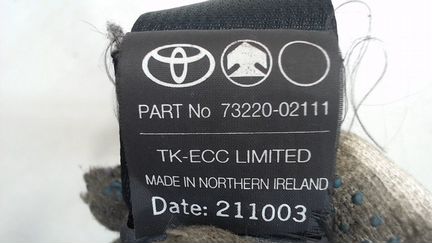 PART No 73220-02111
TK-ECC LIMITED
MADE IN NORTHERN IRELAND
Date: 211003